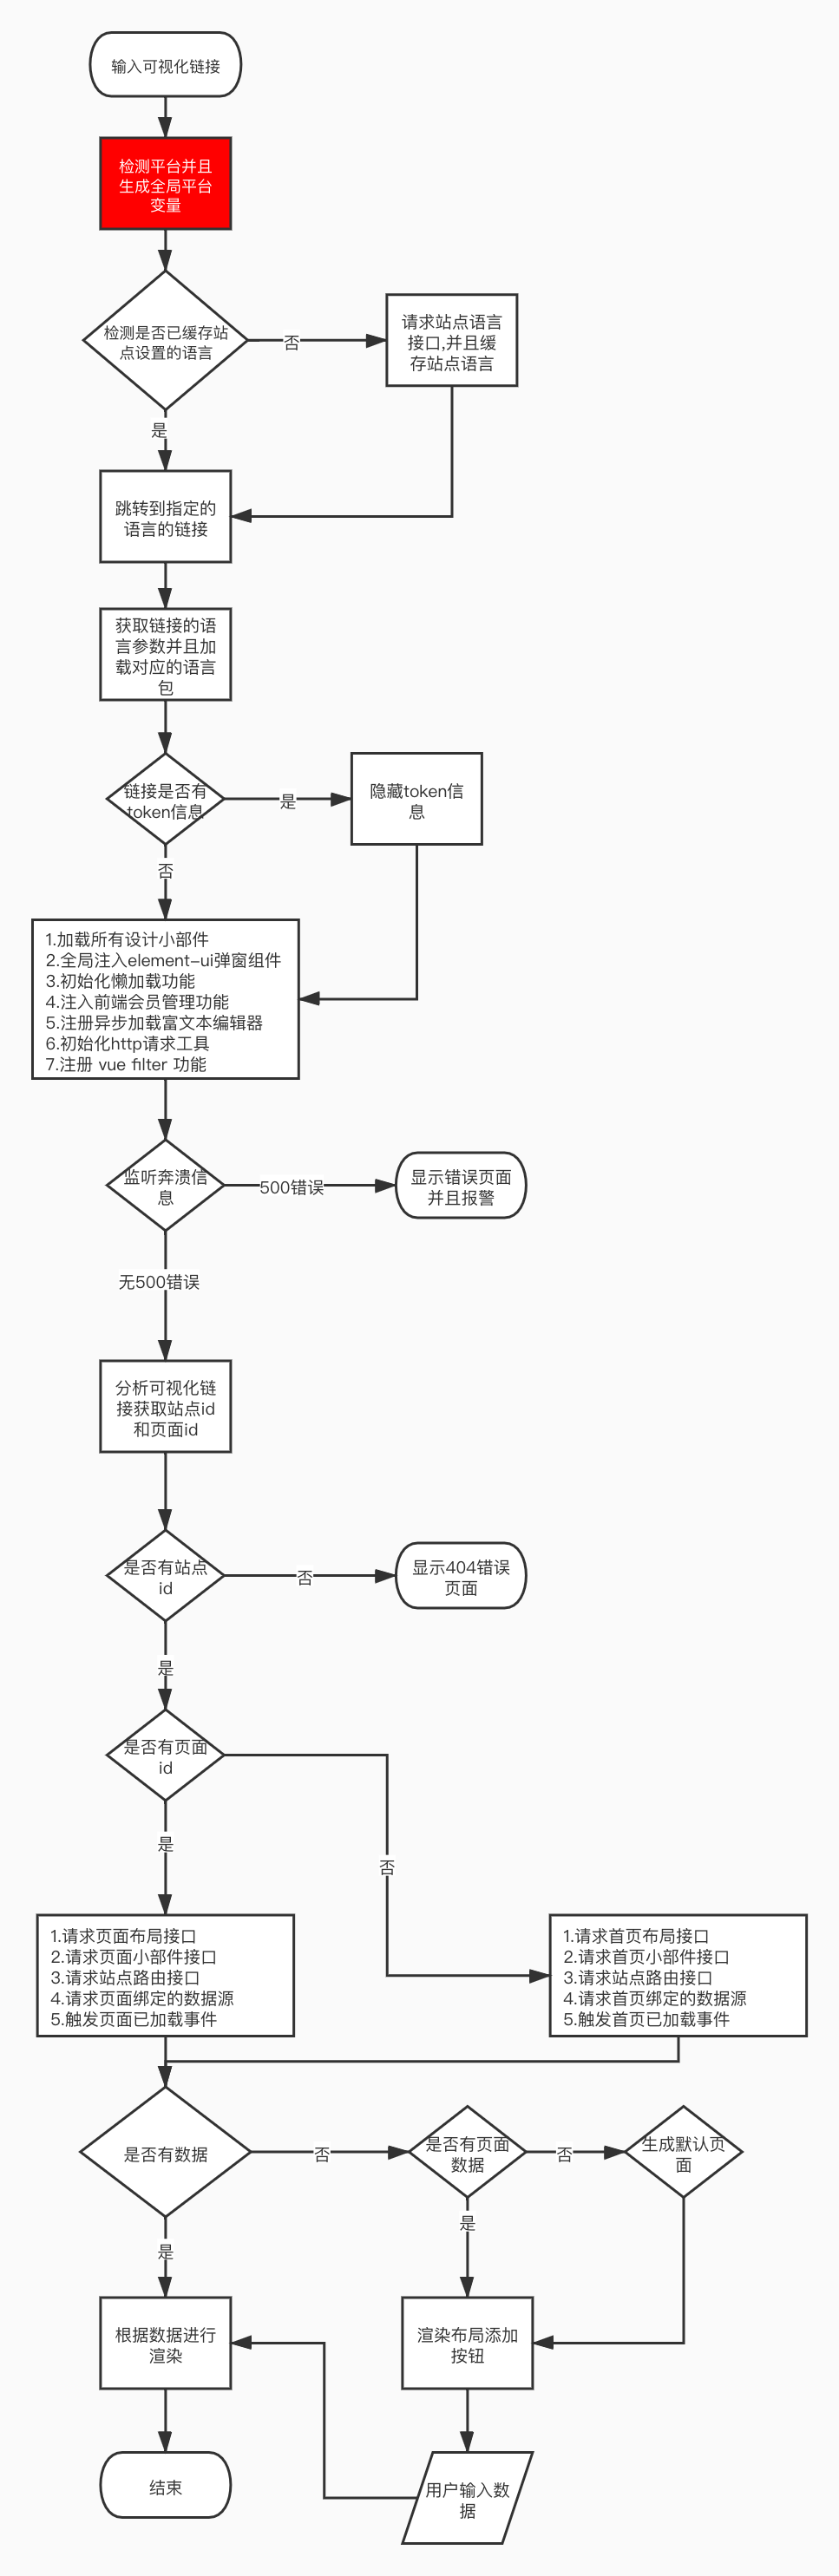 输入可视化链接
检测平台并且
生成全局平台
变量
检测是否已缓存站
点设置的语言
否
请求站点语言
接口,并且缓
存站点语言
是
跳转到指定的
语言的链接
获取链接的语
言参数并且加
载对应的语言
包
链接是否有
token信息
是
隐藏token信
息
否
1.加载所有设计小部件
2.全局注入element-ui弹窗组件
3.初始化懒加载功能
4.注入前端会员管理功能
5.注册异步加载富文本编辑器
6.初始化http请求工具
7.注册 vue filter 功能
监听奔溃信
息
500错误
显示错误页面
并且报警
无500错误
分析可视化链
接获取站点id
和页面id
是否有站点
id
否
显示404错误
页面
是
是否有页面
id
是
否
1.请求页面布局接口
2.请求页面小部件接口
3.请求站点路由接口
4.请求页面绑定的数据源
5.触发页面已加载事件
1.请求首页布局接口
2.请求首页小部件接口
3.请求站点路由接口
4.请求首页绑定的数据源
5.触发首页已加载事件
是否有数据
否
是否有页面
数据
否
生成默认页
面
是
是
根据数据进行
渲染
渲染布局添加
按钮
结束
用户输入数
据